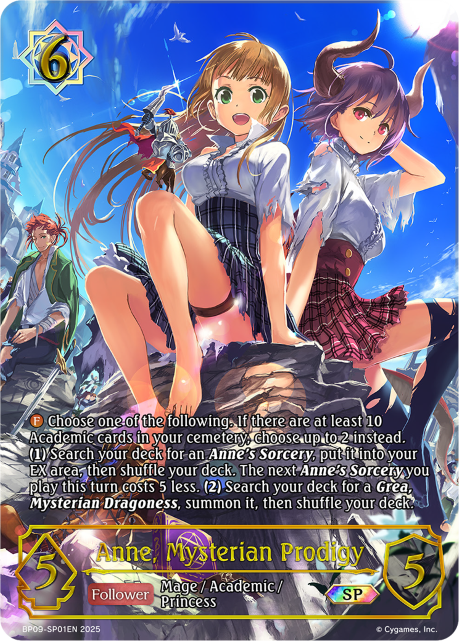 6
F Choose one of the following. If there are at least 10
Academic cards in your cemetery, choose up to 2 instead.
(1) Search your deck for an Anne's Sorcery, put it into your
EX area, then shuffle your deck. The next Anne's Sorcery you
play this turn costs 5 less. (2) Search your deck for a Grea,
Mysterian Dragoness, summon it, then shuffle your deck.
Anne, Mysterian Prodigy
5
5
Follower
Mage / Academic /
Princess
SP
BP09-SP01EN 2025
© Cygames, Inc.